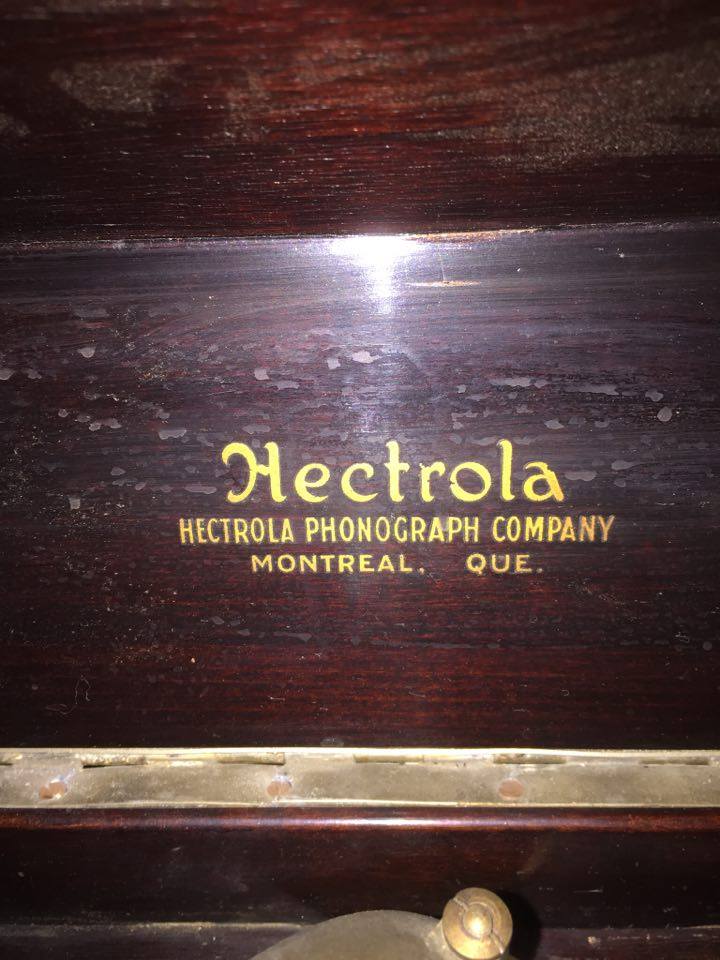 Hectrola
HECTROLA PHONOGRAPH COMPANY
MONTREAL. QUE.